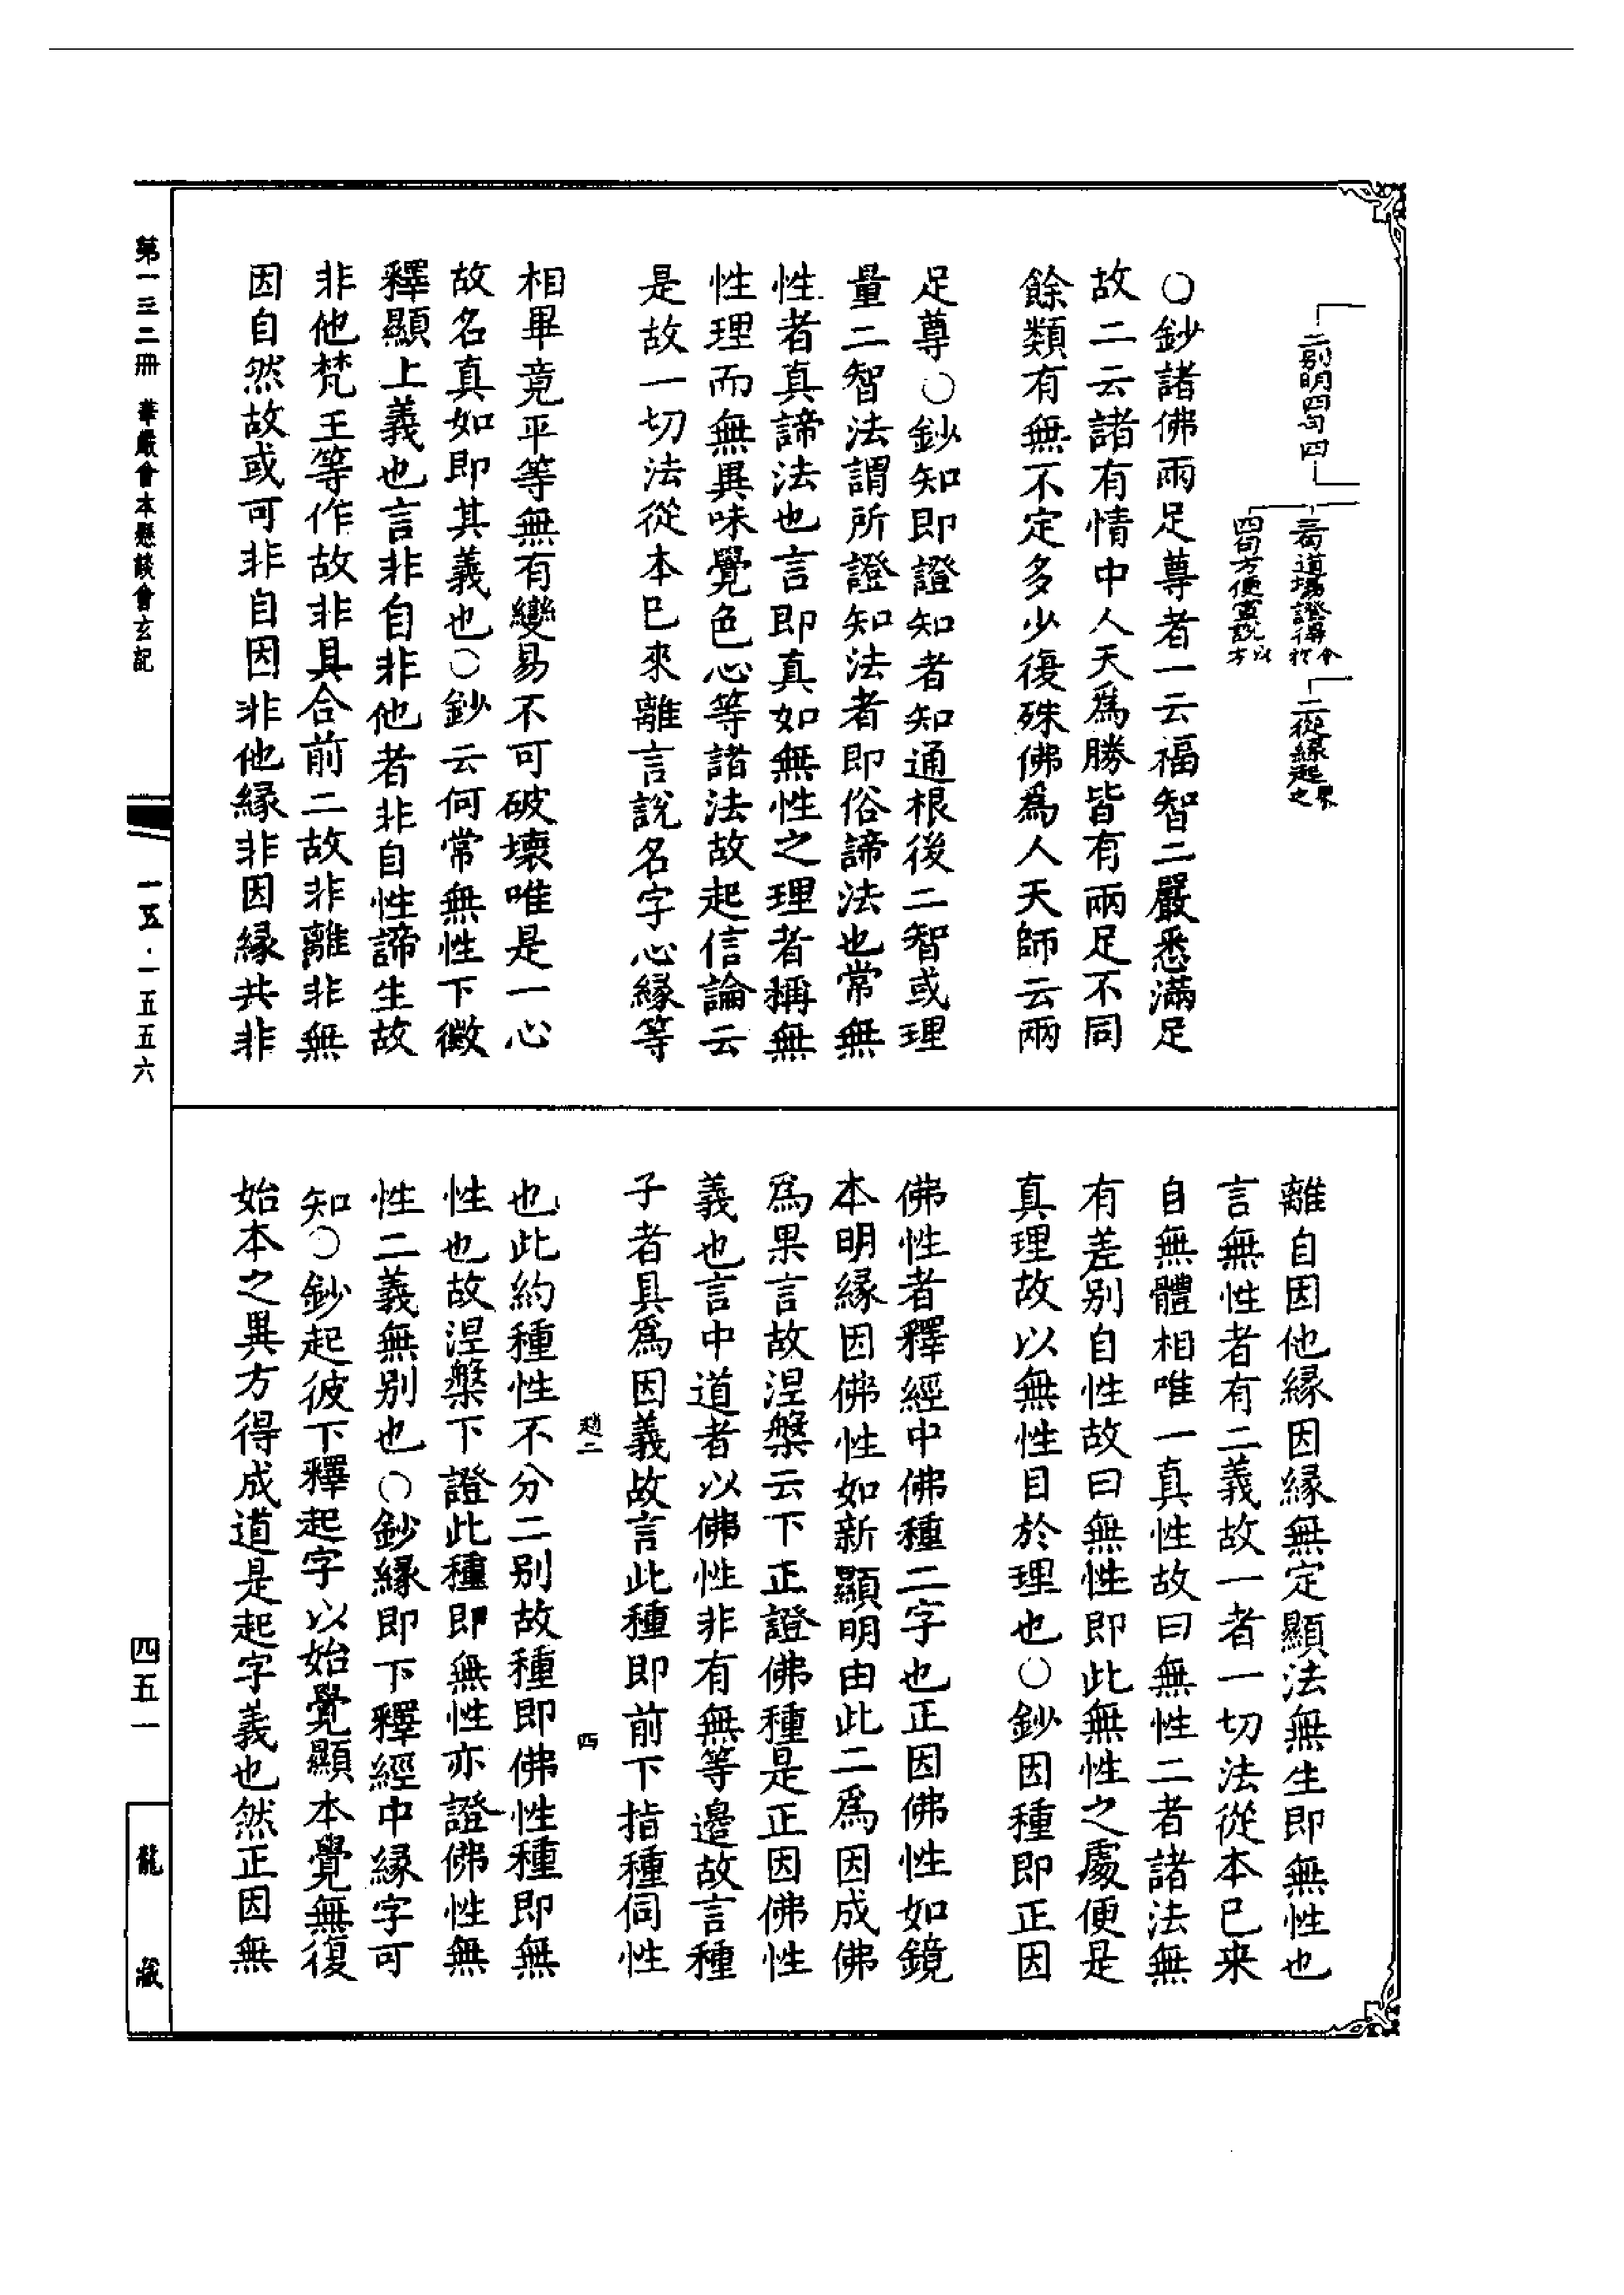 二別明四句四
三句道場證得
二從緣起
四句方便宣說
○鈔諸佛兩足尊者一云福智二嚴悉滿足
故二云諸有情中人天爲勝皆有兩足不同
餘類有無不定多少復殊佛爲人天師云兩
足尊○鈔知即證知者知通根後二智或理
量二智法謂所證知法者即俗諦法也常無
性者真諦法也言即真如無性之理者稱無
性理而無異味覺色心等諸法故起信論云
是故一切法從本已來離言說名字心緣等
相畢竟平等無有變易不可破壞唯是一心
故名真如即其義也○鈔云何常無性下徵
釋顯上義也言非自非他者非自性諦生故
非他梵王等作故非具合前二故非離非無
因自然故或可非自因非他緣非因緣共非
離自因他緣因緣無定顯法無生即無性也
言無性者有二義故一者一切法從本已來
自無體相唯一真性故曰無性二者諸法無
有差別自性故曰無性即此無性之處便是
真理故以無性目於理也○鈔因種即正因
佛性者釋經中佛種二字也正因佛性如鏡
本明緣因佛性如新顯明由此二爲因成佛
爲果言故涅槃云下正證佛種是正因佛性
義也言中道者以佛性非有無等邊故言種
子者具爲因義故言此種即前下指種同性
趙二 四
也此約種性不分二別故種即佛性種即無
性也故涅槃下證此種即無性亦證佛性無
性二義無別也○鈔緣即下釋經中緣字可
知○鈔起彼下釋起字以始覺顯本覺無復
始本之異方得成道是起字義也然正因無
第一三二冊 華嚴會本懸談會玄記
一五·一五五六
四五一
龍藏